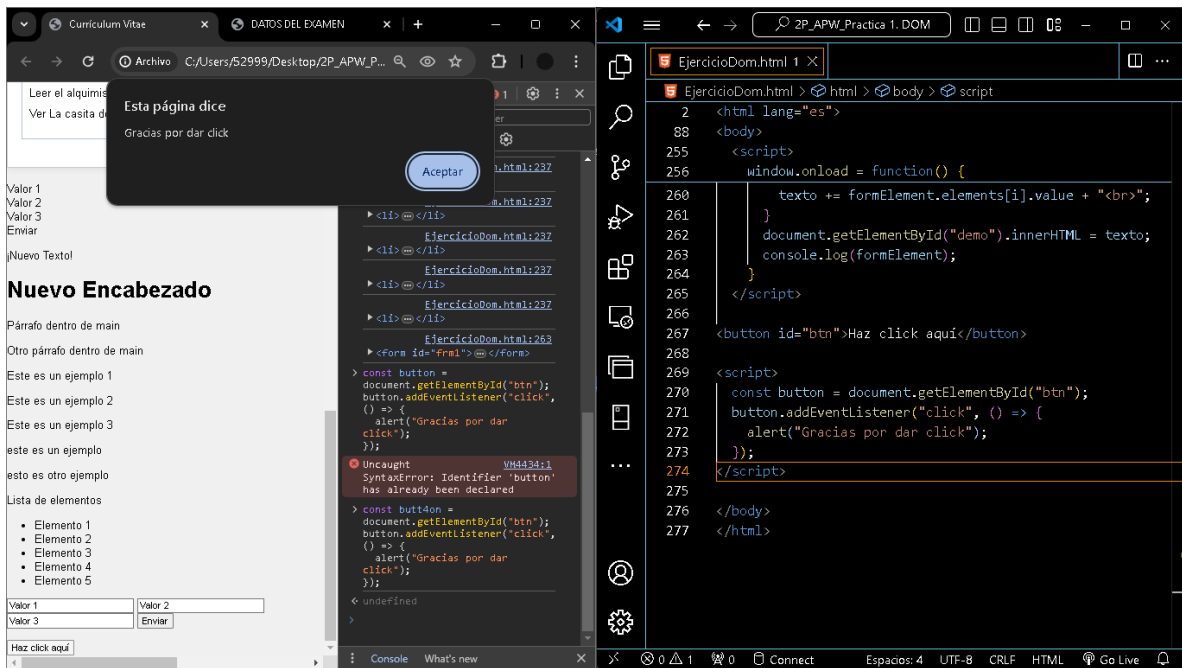 Currículum Vitae
DATOS DEL EXAMEN
Archivo
C:/Users/52999/Desktop/2P_APW_P...
Leer el alquimis
Ver La casita d
Esta página dice
Gracias por dar click
Aceptar
1
Valor 1
Valor 2
Valor 3
Enviar
¡Nuevo Texto!
Nuevo Encabezado
Párrafo dentro de main
Otro párrafo dentro de main
Este es un ejemplo 1
Este es un ejemplo 2
Este es un ejemplo 3
este es un ejemplo
esto es otro ejemplo
Lista de elementos
Elemento 1
Elemento 2
Elemento 3
Elemento 4
Elemento 5
Valor 1
Valor 2
Valor 3
Enviar
Haz click aquí
m.html:237
EjercicioDom.html:237
<li>…</li>
EjercicioDom.html:237
<li>…</li>
EjercicioDom.html:237
<li>…</li>
EjercicioDom.html:237
<li>…</li>
EjercicioDom.html:263
<form id="frm1">…</form>
> const button =
document.getElementById("btn");
button.addEventListener("click",
() => {
alert("Gracias por dar
click");
});
Uncaught VM4434:1
SyntaxError: Identifier 'button'
has already been declared
> const butt4on =
document.getElementById("btn");
button.addEventListener("click",
() => {
alert("Gracias por dar
click");
});
undefined
>
Console
What's new
2P_APW_Practica 1. DOM
EjercicioDom.html 1
EjercicioDom.html > html > body > script
2 <html lang="es">
88 <body>
255 <script>
256 window.onload = function() {
260 texto += formElement.elements[i].value + "<br>";
261 }
262 document.getElementById("demo").innerHTML = texto;
263 console.log(formElement);
264 }
265 </script>
266
267 <button id="btn">Haz click aquí</button>
268
269 <script>
270 const button = document.getElementById("btn");
271 button.addEventListener("click", () => {
272 alert("Gracias por dar click");
273 });
274 </script>
275
276 </body>
277 </html>
0 1
0
Connect
Espacios: 4
UTF-8
CRLF
HTML
Go Live